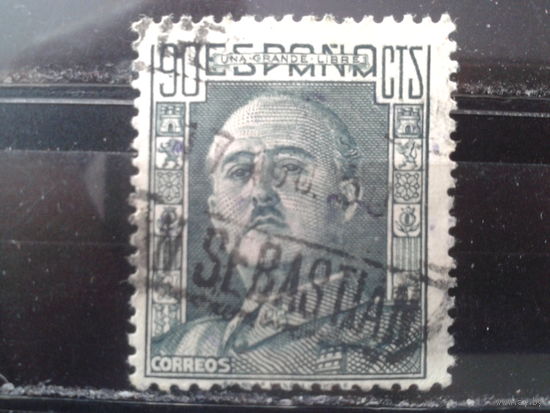 90 ESPAÑA CTS
UNA·GRANDE·LIBRE
SEBASTIAN
CORREOS